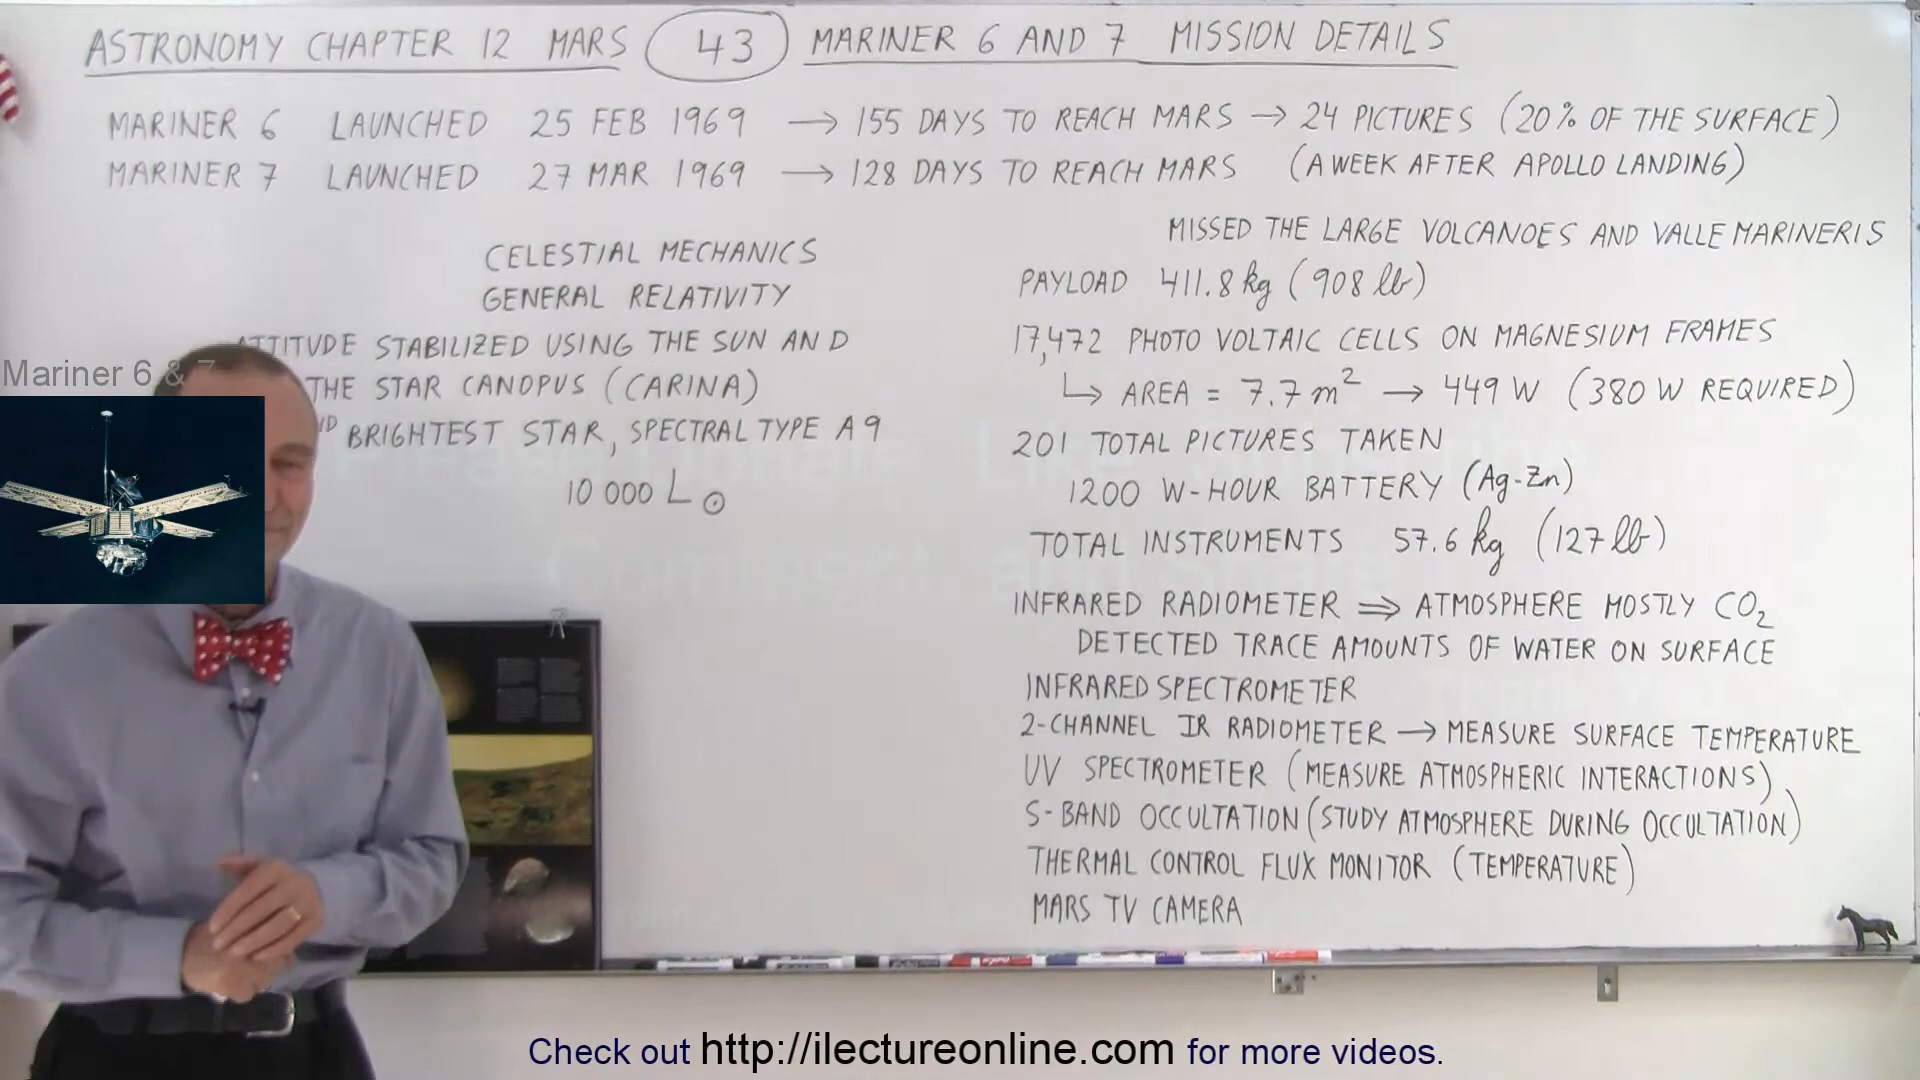 ASTRONOMY CHAPTER 12 MARS 43 MARINER 6 AND 7 MISSION DETAILS
MARINER 6 LAUNCHED 25 FEB 1969 → 155 DAYS TO REACH MARS → 24 PICTURES (20% OF THE SURFACE)
MARINER 7 LAUNCHED 27 MAR 1969 → 128 DAYS TO REACH MARS (A WEEK AFTER APOLLO LANDING)
CELESTIAL MECHANICS
GENERAL RELATIVITY
ATTITUDE STABILIZED USING THE SUN AND
THE STAR CANOPUS (CARINA)
BRIGHTEST STAR, SPECTRAL TYPE A9
10 000 L⊙
Mariner 6 & 7
MISSED THE LARGE VOLCANOES AND VALLE MARINERIS
PAYLOAD 411.8 kg (908 lb)
17,472 PHOTO VOLTAIC CELLS ON MAGNESIUM FRAMES
↳ AREA = 7.7 m² → 449 W (380 W REQUIRED)
201 TOTAL PICTURES TAKEN
1200 W-HOUR BATTERY (Ag-Zn)
TOTAL INSTRUMENTS 57.6 kg (127 lb)
INFRARED RADIOMETER ⇒ ATMOSPHERE MOSTLY CO₂
DETECTED TRACE AMOUNTS OF WATER ON SURFACE
INFRARED SPECTROMETER
2-CHANNEL IR RADIOMETER → MEASURE SURFACE TEMPERATURE
UV SPECTROMETER (MEASURE ATMOSPHERIC INTERACTIONS)
S-BAND OCCULTATION (STUDY ATMOSPHERE DURING OCCULTATION)
THERMAL CONTROL FLUX MONITOR (TEMPERATURE)
MARS TV CAMERA
Check out http://ilectureonline.com for more videos.